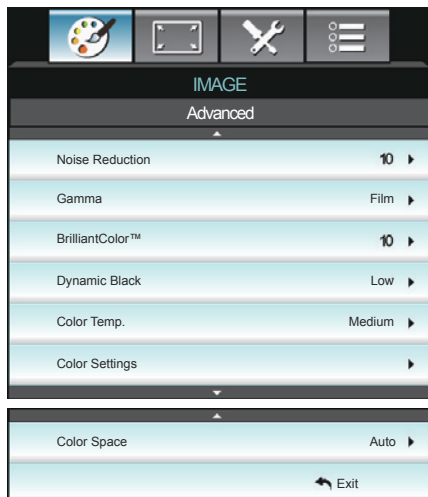 IMAGE
Advanced
Noise Reduction 10
Gamma Film
BrilliantColor™ 10
Dynamic Black Low
Color Temp. Medium
Color Settings
Color Space Auto
Exit